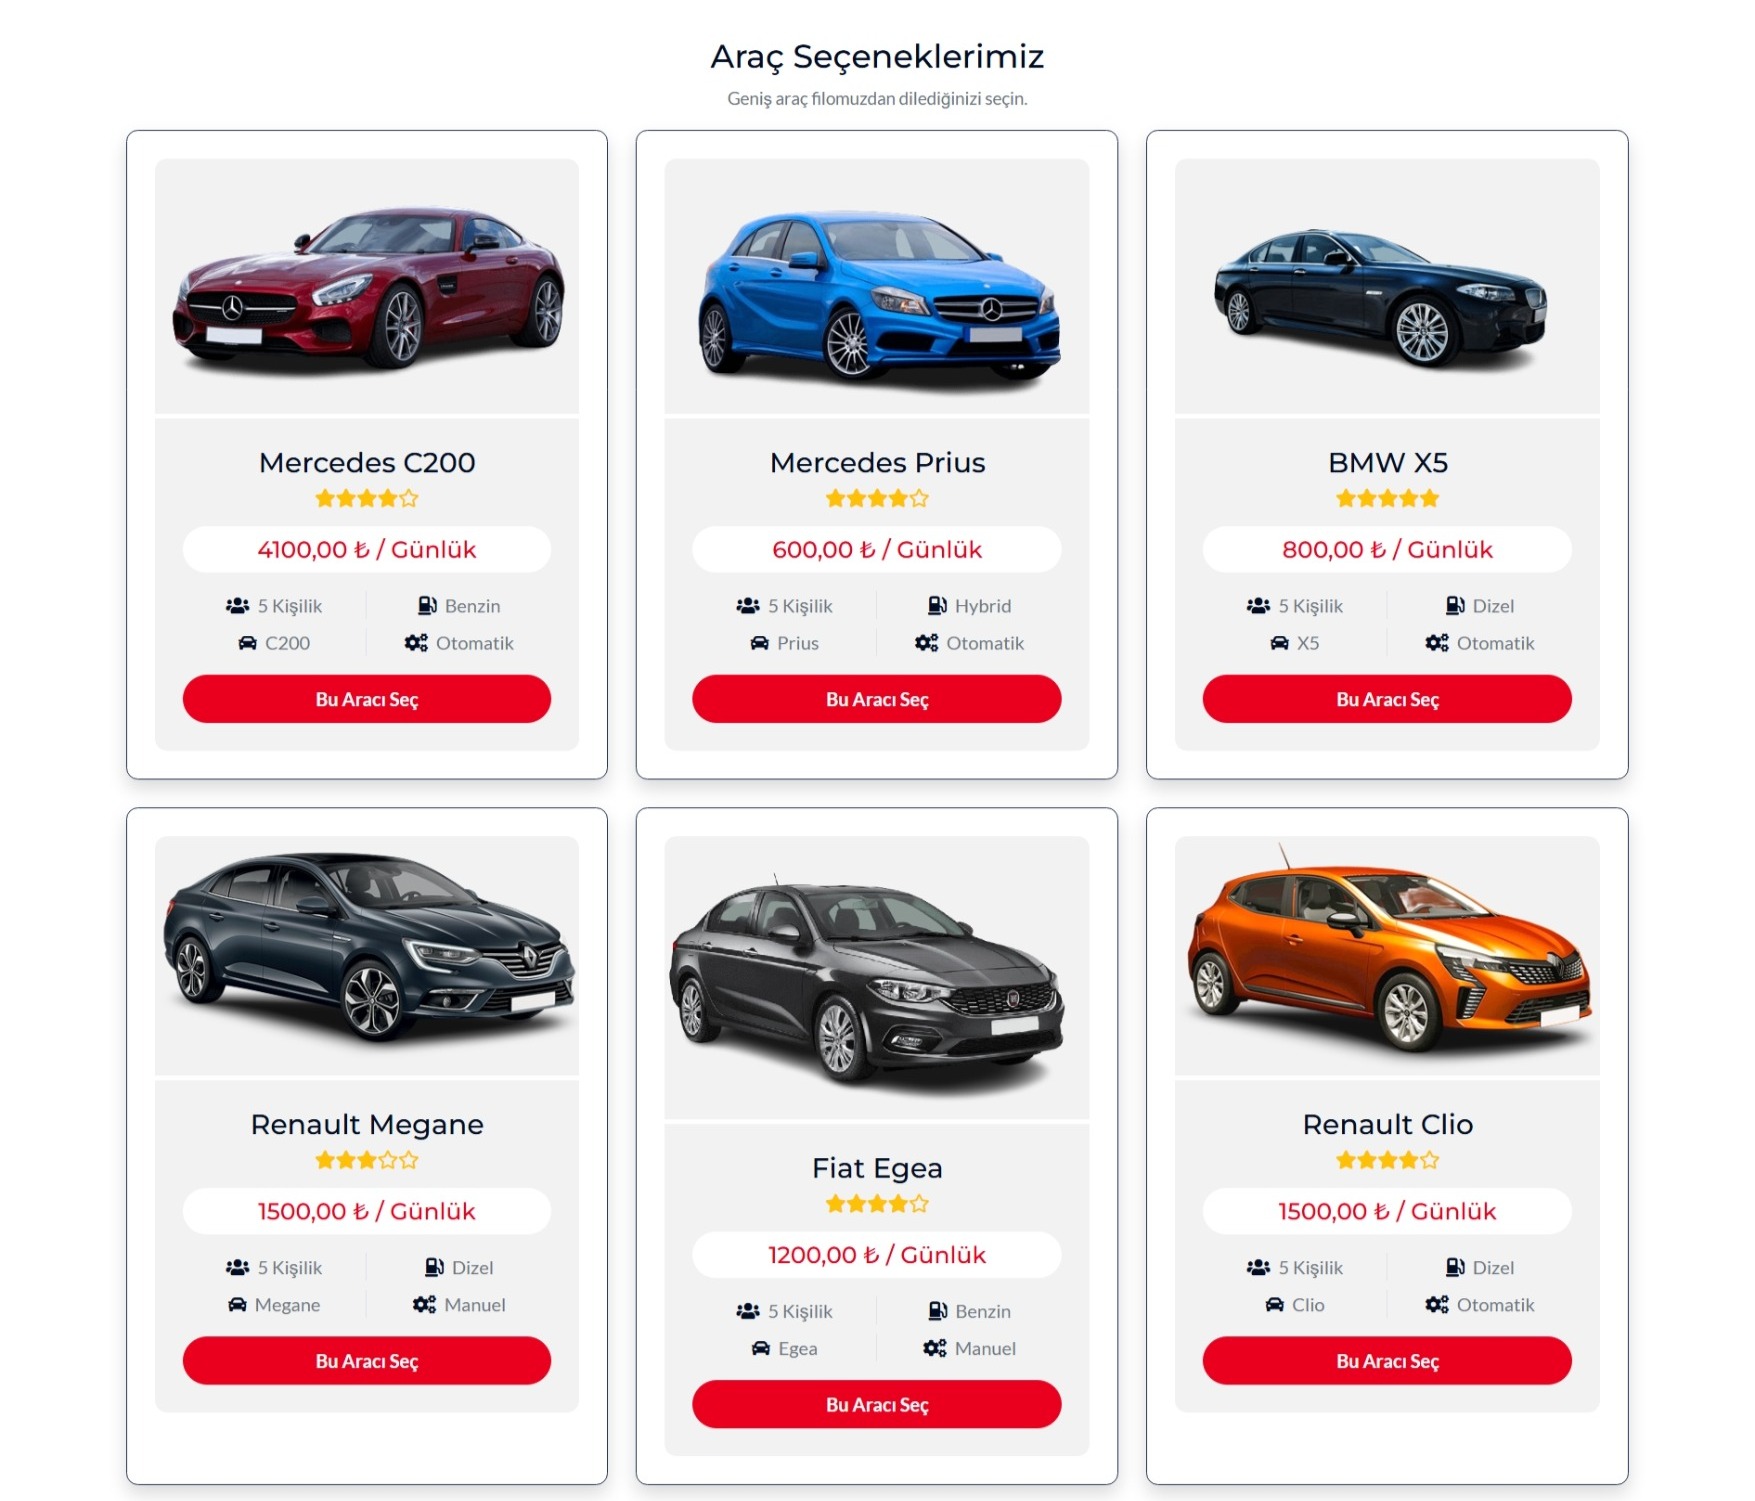 Araç Seçeneklerimiz
Geniş araç filomuzdan dilediğinizi seçin.
Mercedes C200
4100,00 ₺ / Günlük
5 Kişilik
Benzin
C200
Otomatik
Bu Aracı Seç
Mercedes Prius
600,00 ₺ / Günlük
5 Kişilik
Hybrid
Prius
Otomatik
Bu Aracı Seç
BMW X5
800,00 ₺ / Günlük
5 Kişilik
Dizel
X5
Otomatik
Bu Aracı Seç
Renault Megane
1500,00 ₺ / Günlük
5 Kişilik
Dizel
Megane
Manuel
Bu Aracı Seç
Fiat Egea
1200,00 ₺ / Günlük
5 Kişilik
Benzin
Egea
Manuel
Bu Aracı Seç
Renault Clio
1500,00 ₺ / Günlük
5 Kişilik
Dizel
Clio
Otomatik
Bu Aracı Seç